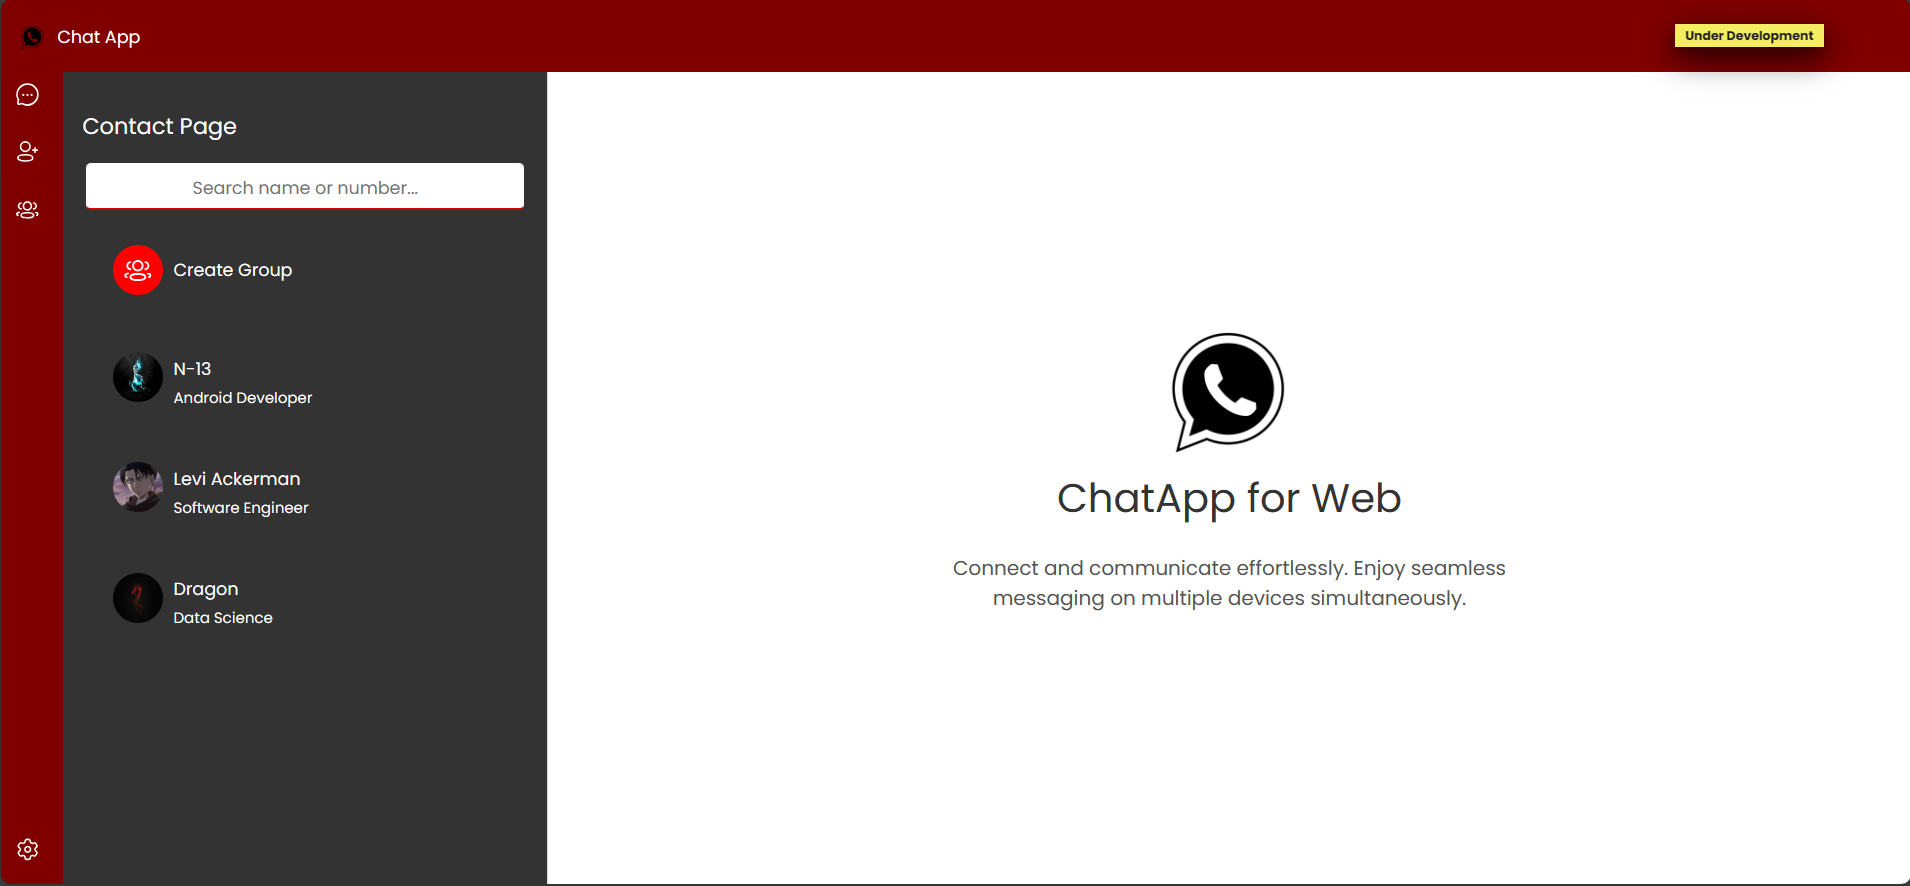 Chat App
Under Development
Contact Page
Search name or number...
Create Group
N-13
Android Developer
Levi Ackerman
Software Engineer
Dragon
Data Science
ChatApp for Web
Connect and communicate effortlessly. Enjoy seamless
messaging on multiple devices simultaneously.